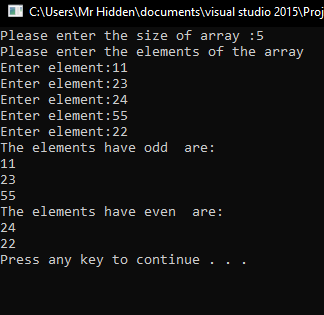 C:\Users\Mr Hidden\documents\visual studio 2015\Proj
Please enter the size of array :5
Please enter the elements of the array
Enter element:11
Enter element:23
Enter element:24
Enter element:55
Enter element:22
The elements have odd  are:
11
23
55
The elements have even  are:
24
22
Press any key to continue . . .